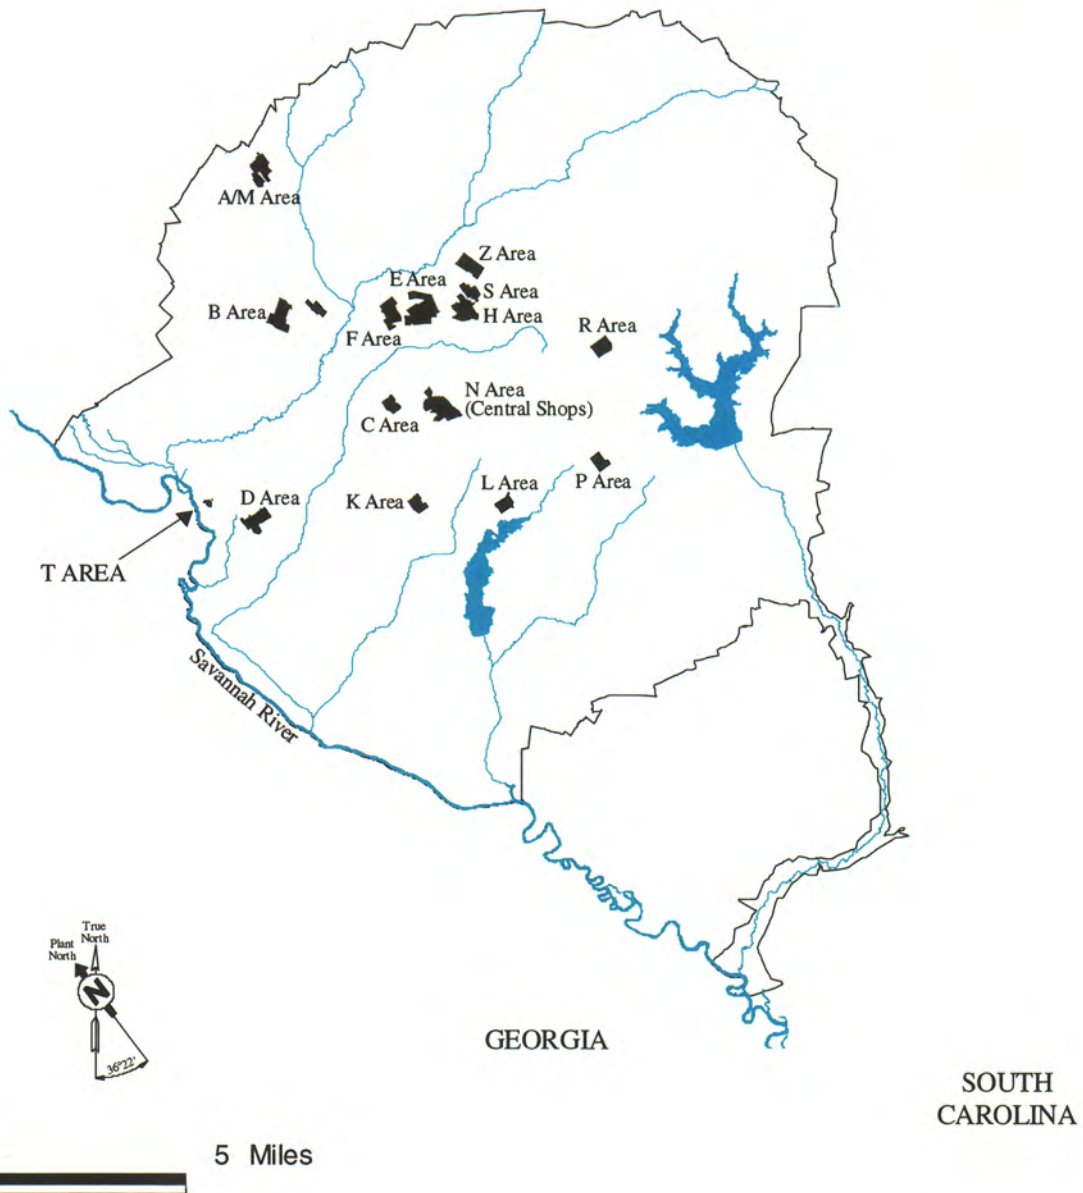 A/M Area
Z Area
E Area
S Area
B Area
H Area
F Area
R Area
N Area
(Central Shops)
C Area
P Area
L Area
K Area
D Area
T AREA
Savannah River
True
North
Plant
North
N
36°22'
GEORGIA
SOUTH
CAROLINA
5 Miles